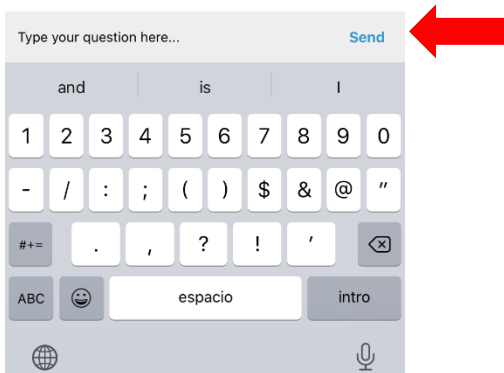 Type your question here... Send
and is I
1 2 3 4 5 6 7 8 9 0
- / : ; ( ) $ & @ "
#+= . , ? ! '
ABC espacio intro